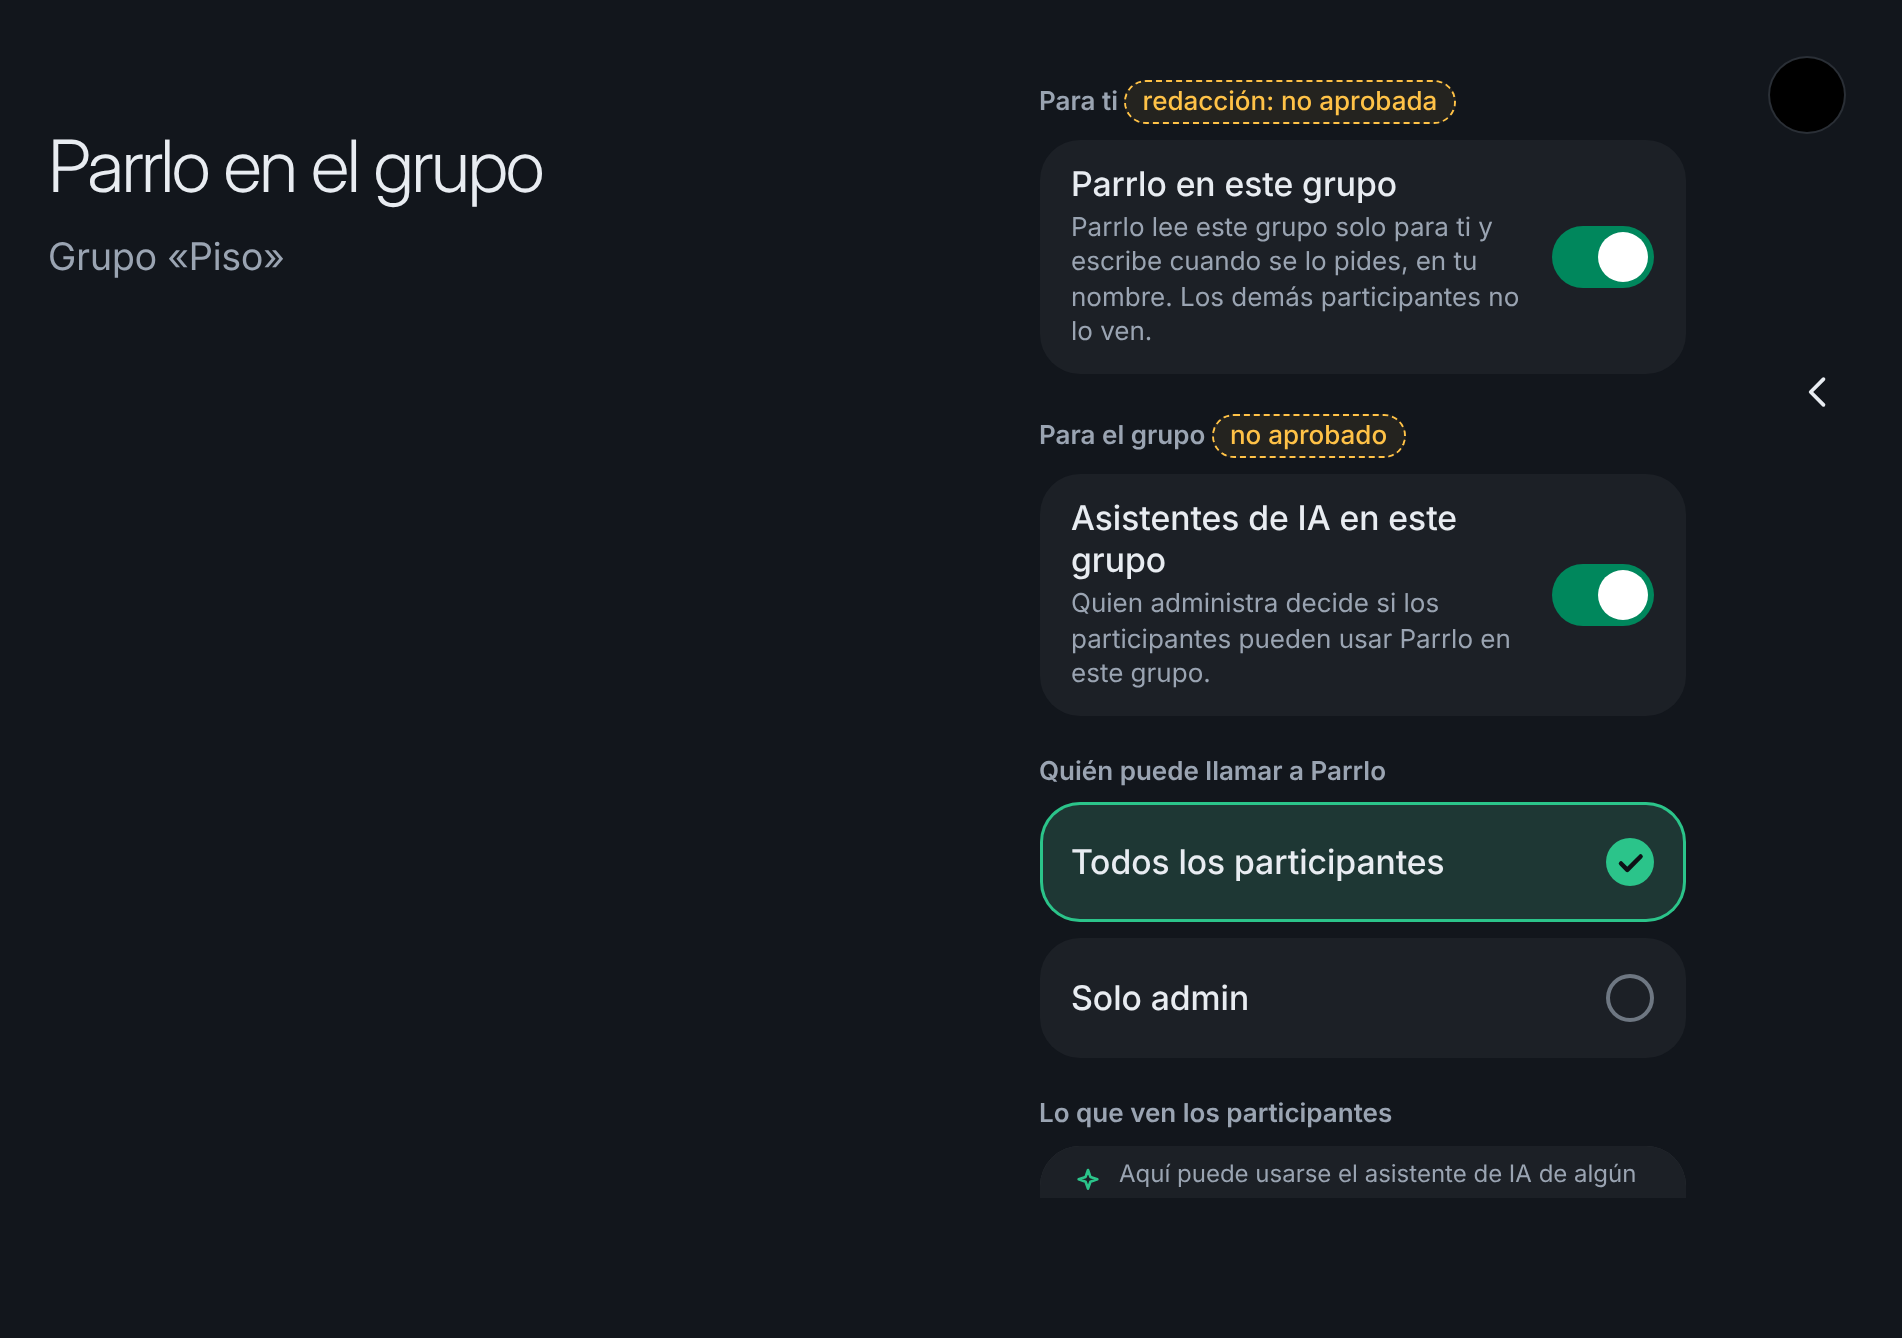 Parrlo en el grupo
Grupo «Piso»
Para ti redacción: no aprobada
Parrlo en este grupo
Parrlo lee este grupo solo para ti y
escribe cuando se lo pides, en tu
nombre. Los demás participantes no
lo ven.
Para el grupo no aprobado
Asistentes de IA en este
grupo
Quien administra decide si los
participantes pueden usar Parrlo en
este grupo.
Quién puede llamar a Parrlo
Todos los participantes
Solo admin
Lo que ven los participantes
Aquí puede usarse el asistente de IA de algún